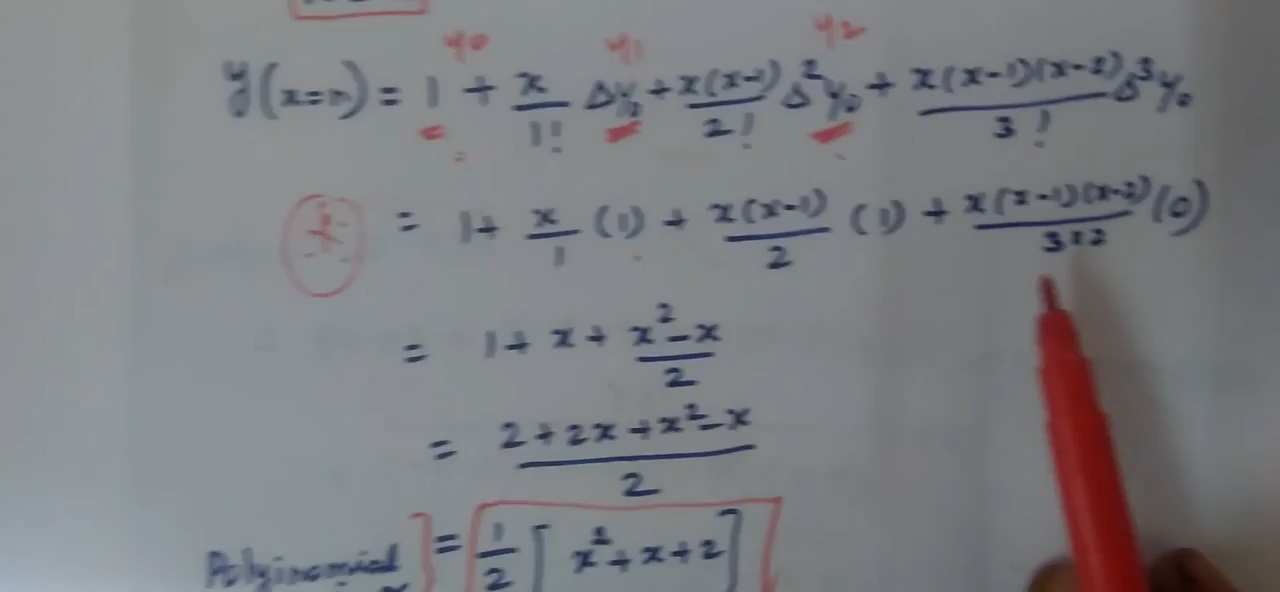 y0 y1 y2
y(x=n) = 1 + x/1! Δy₀ + x(x-1)/2! Δ²y₀ + x(x-1)(x-2)/3! Δ³y₀
= 1 + x/1 (1) + x(x-1)/2 (1) + x(x-1)(x-2)/3×2 (0)
= 1 + x + x²-x/2
= 2+2x+x²-x/2
Polyinomial ] = 1/2 [x²+x+2]